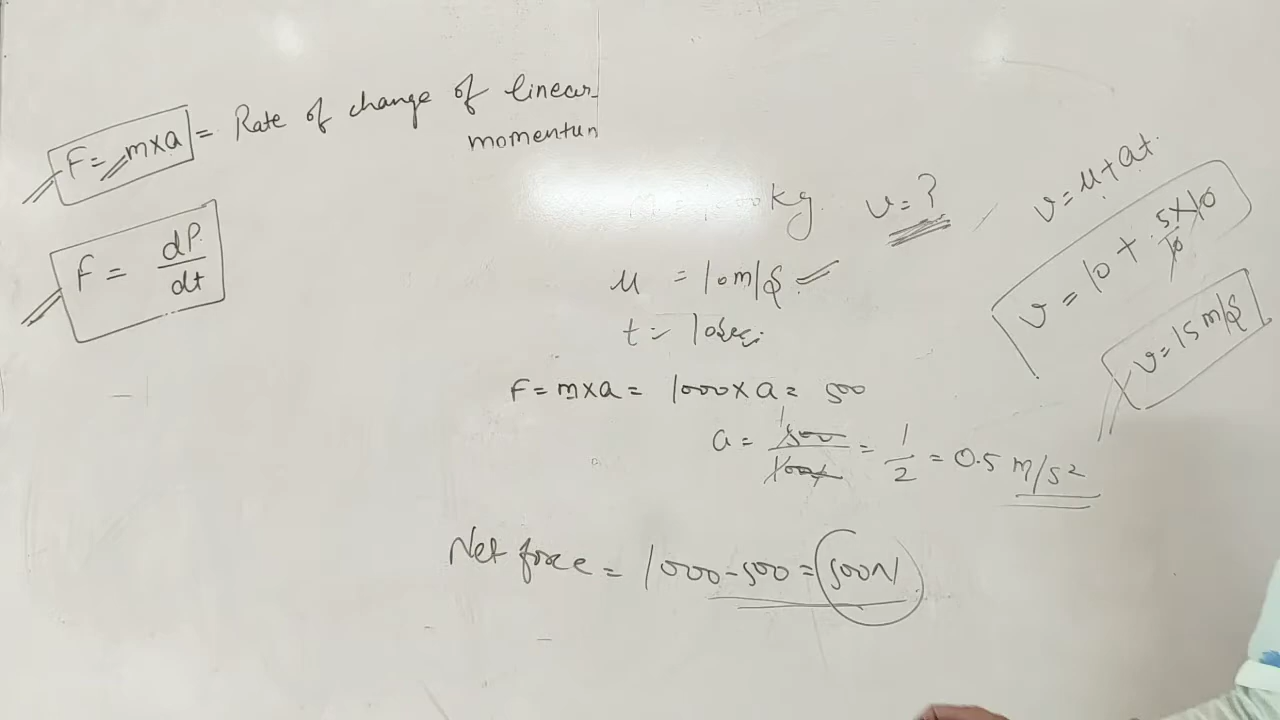 F = m×a = Rate of change of linear
momentun
F = dP/dt
kg v = ?
u = 10 m/s
t = 10 sec
F = m×a = 1000×a = 500
a = 500/1000 = 1/2 = 0.5 m/s²
Net force = 1000-500 = 500N
v = u+at
v = 10 + 5×10/10
v = 15 m/s